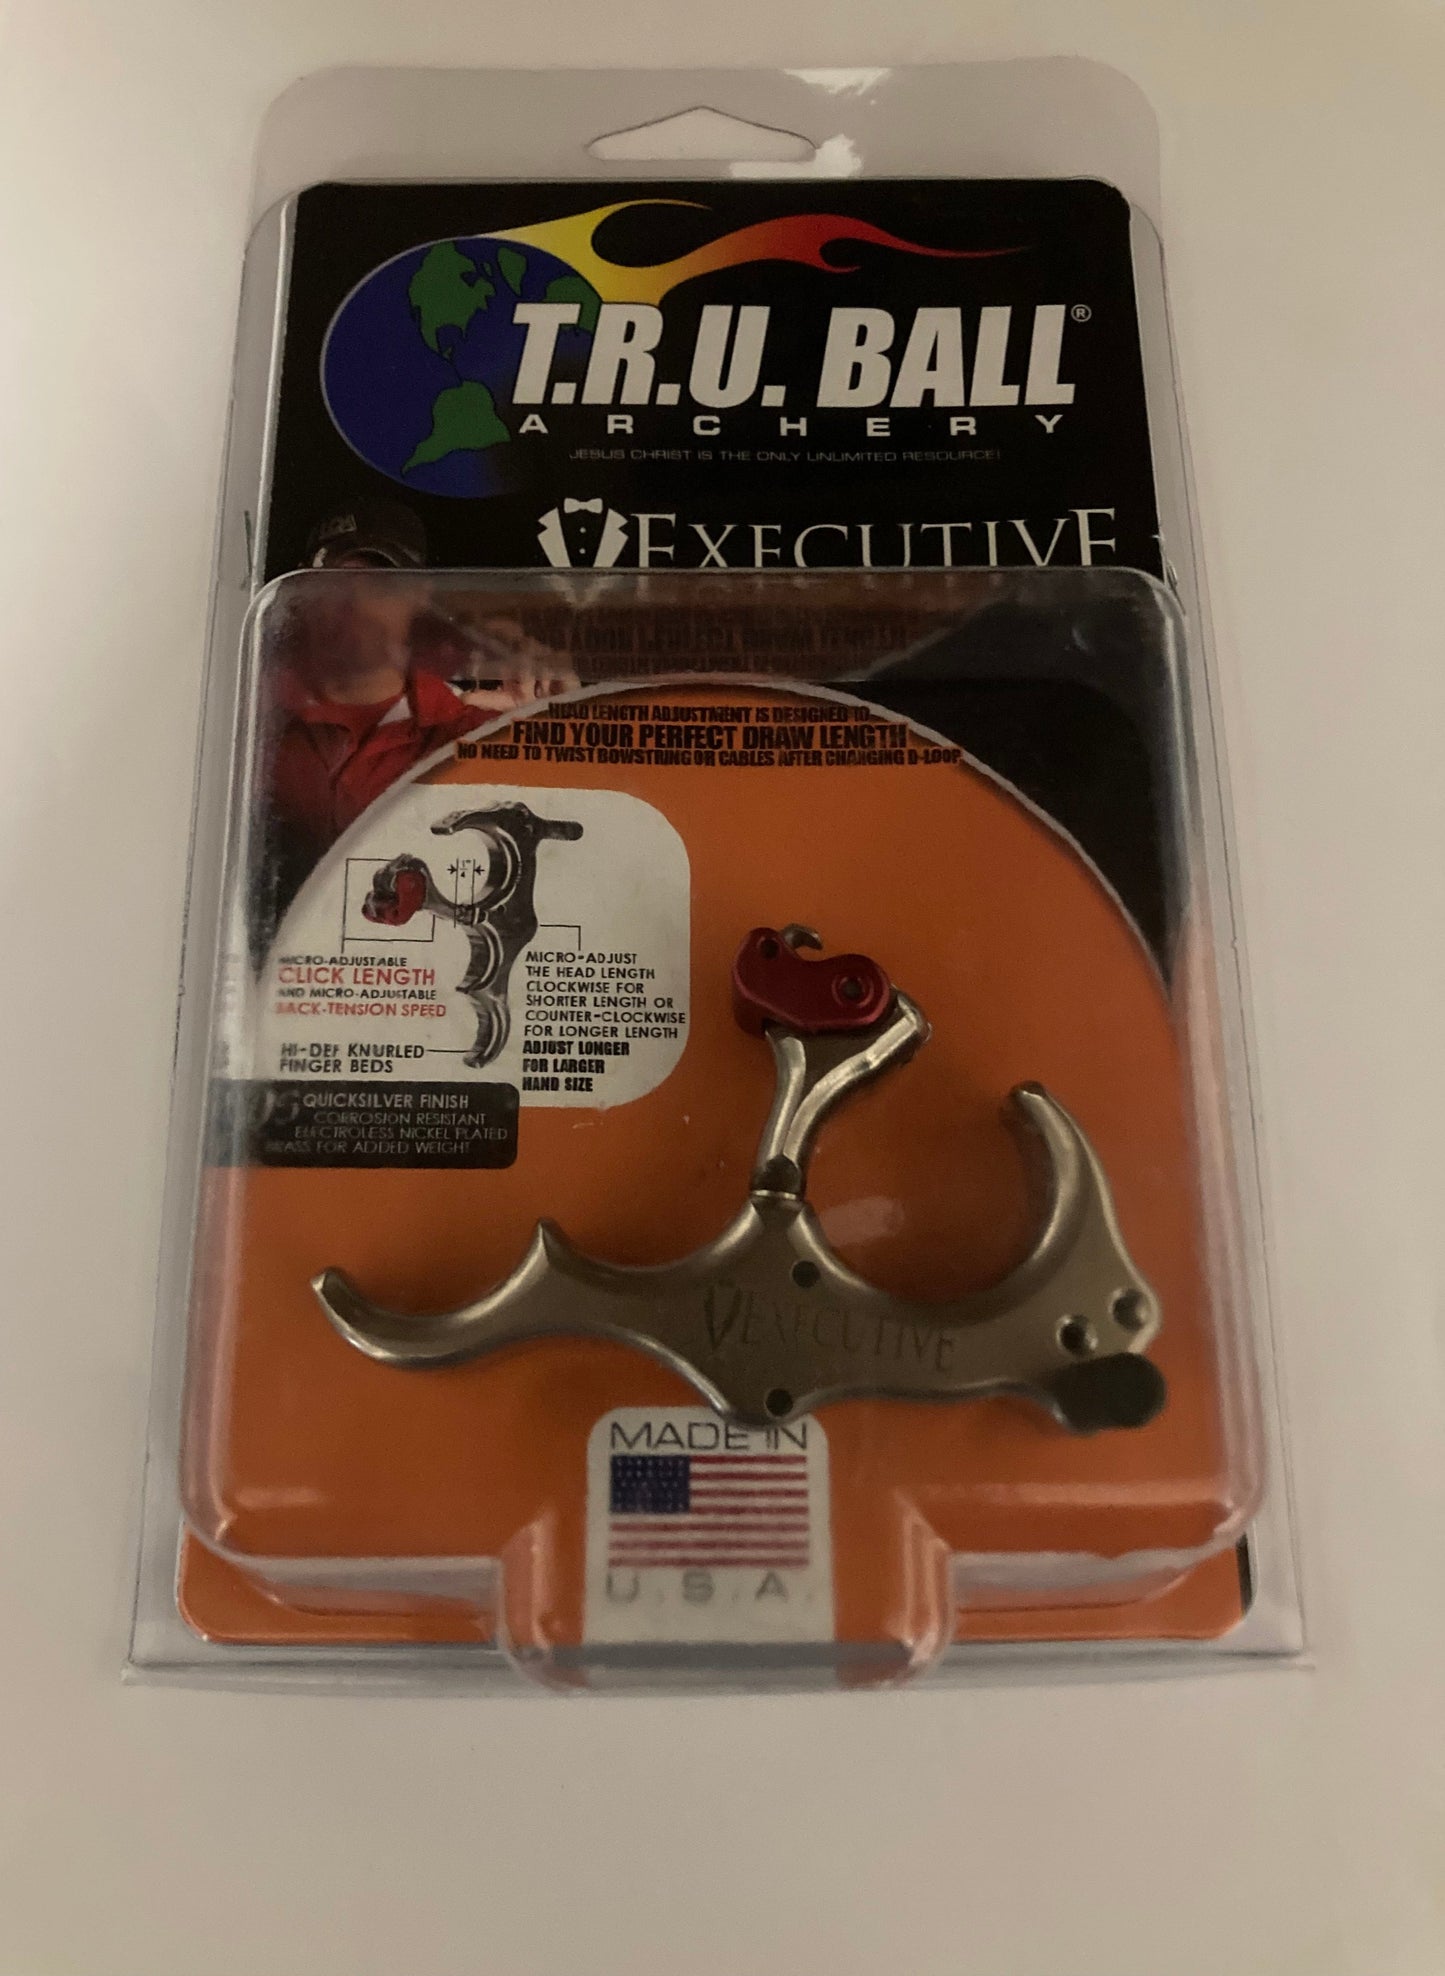 T.R.U. BALL®
ARCHERY
JESUS CHRIST IS THE ONLY UNLIMITED RESOURCE!
EXECUTIVE
HEAD LENGTH ADJUSTMENT IS DESIGNED TO
FIND YOUR PERFECT DRAW LENGTH
NO NEED TO TWIST BOWSTRING OR CABLES AFTER CHANGING D-LOOP
1"
4
MICRO-ADJUSTABLE
CLICK LENGTH
AND MICRO-ADJUSTABLE
BACK-TENSION SPEED
HI-DEF KNURLED
FINGER BEDS
MICRO-ADJUST
THE HEAD LENGTH
CLOCKWISE FOR
SHORTER LENGTH OR
COUNTER-CLOCKWISE
FOR LONGER LENGTH
ADJUST LONGER
FOR LARGER
HAND SIZE
QUICKSILVER FINISH
CORROSION RESISTANT
ELECTROLESS NICKEL PLATED
BRASS FOR ADDED WEIGHT
EXECUTIVE
MADE IN
U.S.A.